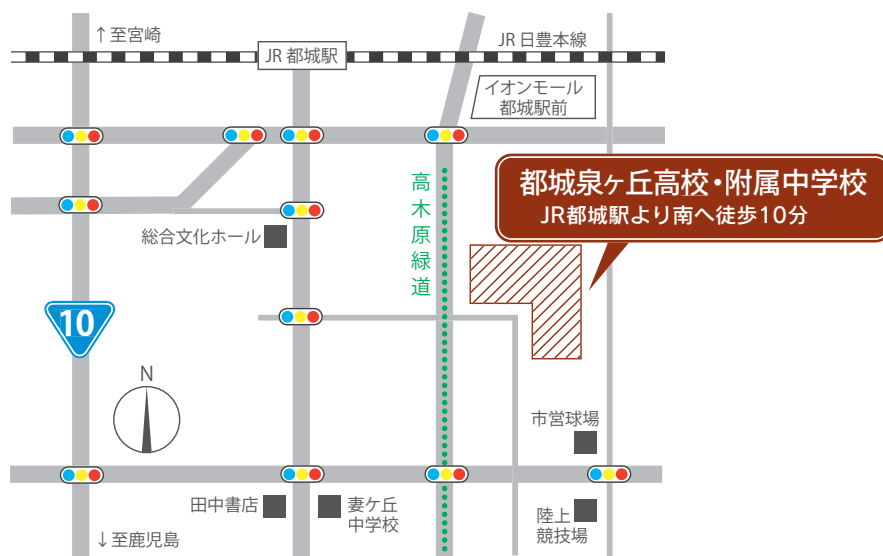 ↑至宮崎
JR 都城駅
JR 日豊本線
イオンモール
都城駅前
都城泉ヶ丘高校・附属中学校
JR都城駅より南へ徒歩10分
高木原緑道
総合文化ホール
10
N
市営球場
田中書店
妻ケ丘
中学校
陸上
競技場
↓至鹿児島